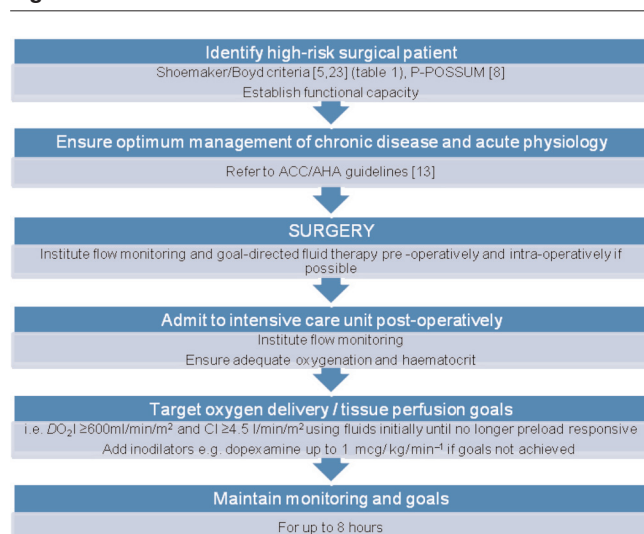 Identify high-risk surgical patient
Shoemaker/Boyd criteria [5,23] (table 1), P-POSSUM [8]
Establish functional capacity
Ensure optimum management of chronic disease and acute physiology
Refer to ACC/AHA guidelines [13]
SURGERY
Institute flow monitoring and goal-directed fluid therapy pre -operatively and intra-operatively if
possible
Admit to intensive care unit post-operatively
Institute flow monitoring
Ensure adequate oxygenation and haematocrit
Target oxygen delivery / tissue perfusion goals
i.e. DO₂I ≥600ml/min/m² and CI ≥4.5 l/min/m² using fluids initially until no longer preload responsive
Add inodilators e.g. dopexamine up to 1 mcg/kg/min⁻¹ if goals not achieved
Maintain monitoring and goals
For up to 8 hours